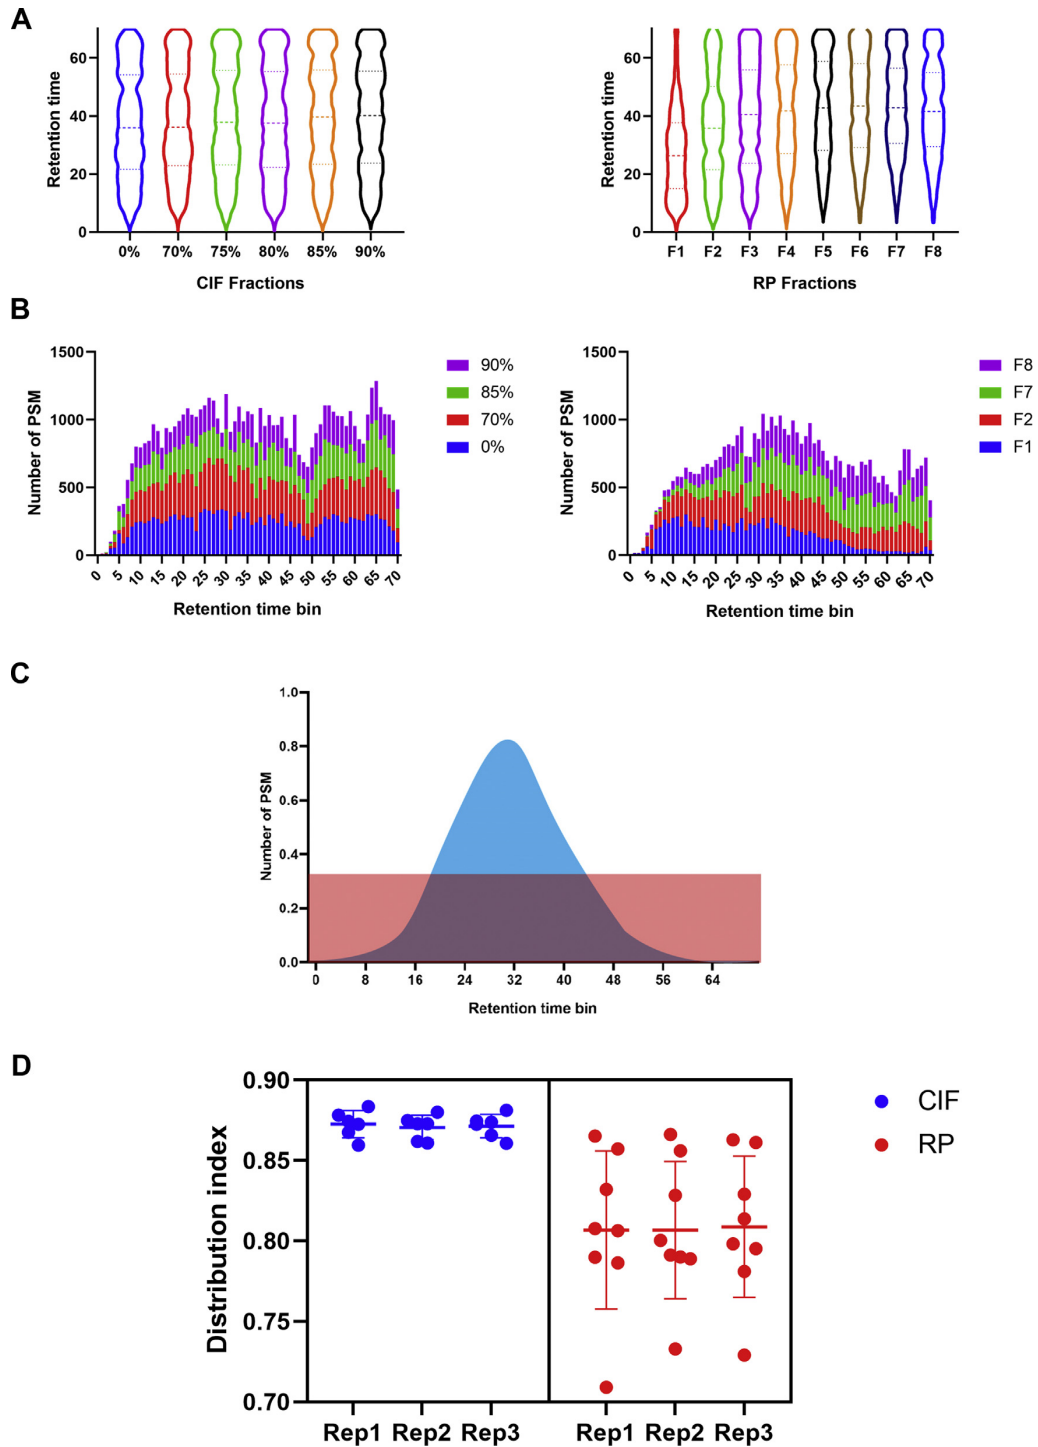 A
Retention time
60
40
20
0
0% 70% 75% 80% 85% 90%
CIF Fractions
Retention time
60
40
20
0
F1 F2 F3 F4 F5 F6 F7 F8
RP Fractions
B
Number of PSM
1500
1000
500
0
0 5 10 15 20 25 30 35 40 45 50 55 60 65 70
Retention time bin
90%
85%
70%
0%
Number of PSM
1500
1000
500
0
0 5 10 15 20 25 30 35 40 45 50 55 60 65 70
Retention time bin
F8
F7
F2
F1
C
Number of PSM
1.0
0.8
0.6
0.4
0.2
0.0
0 8 16 24 32 40 48 56 64
Retention time bin
D
Distribution index
0.90
0.85
0.80
0.75
0.70
Rep1 Rep2 Rep3 Rep1 Rep2 Rep3
CIF
RP